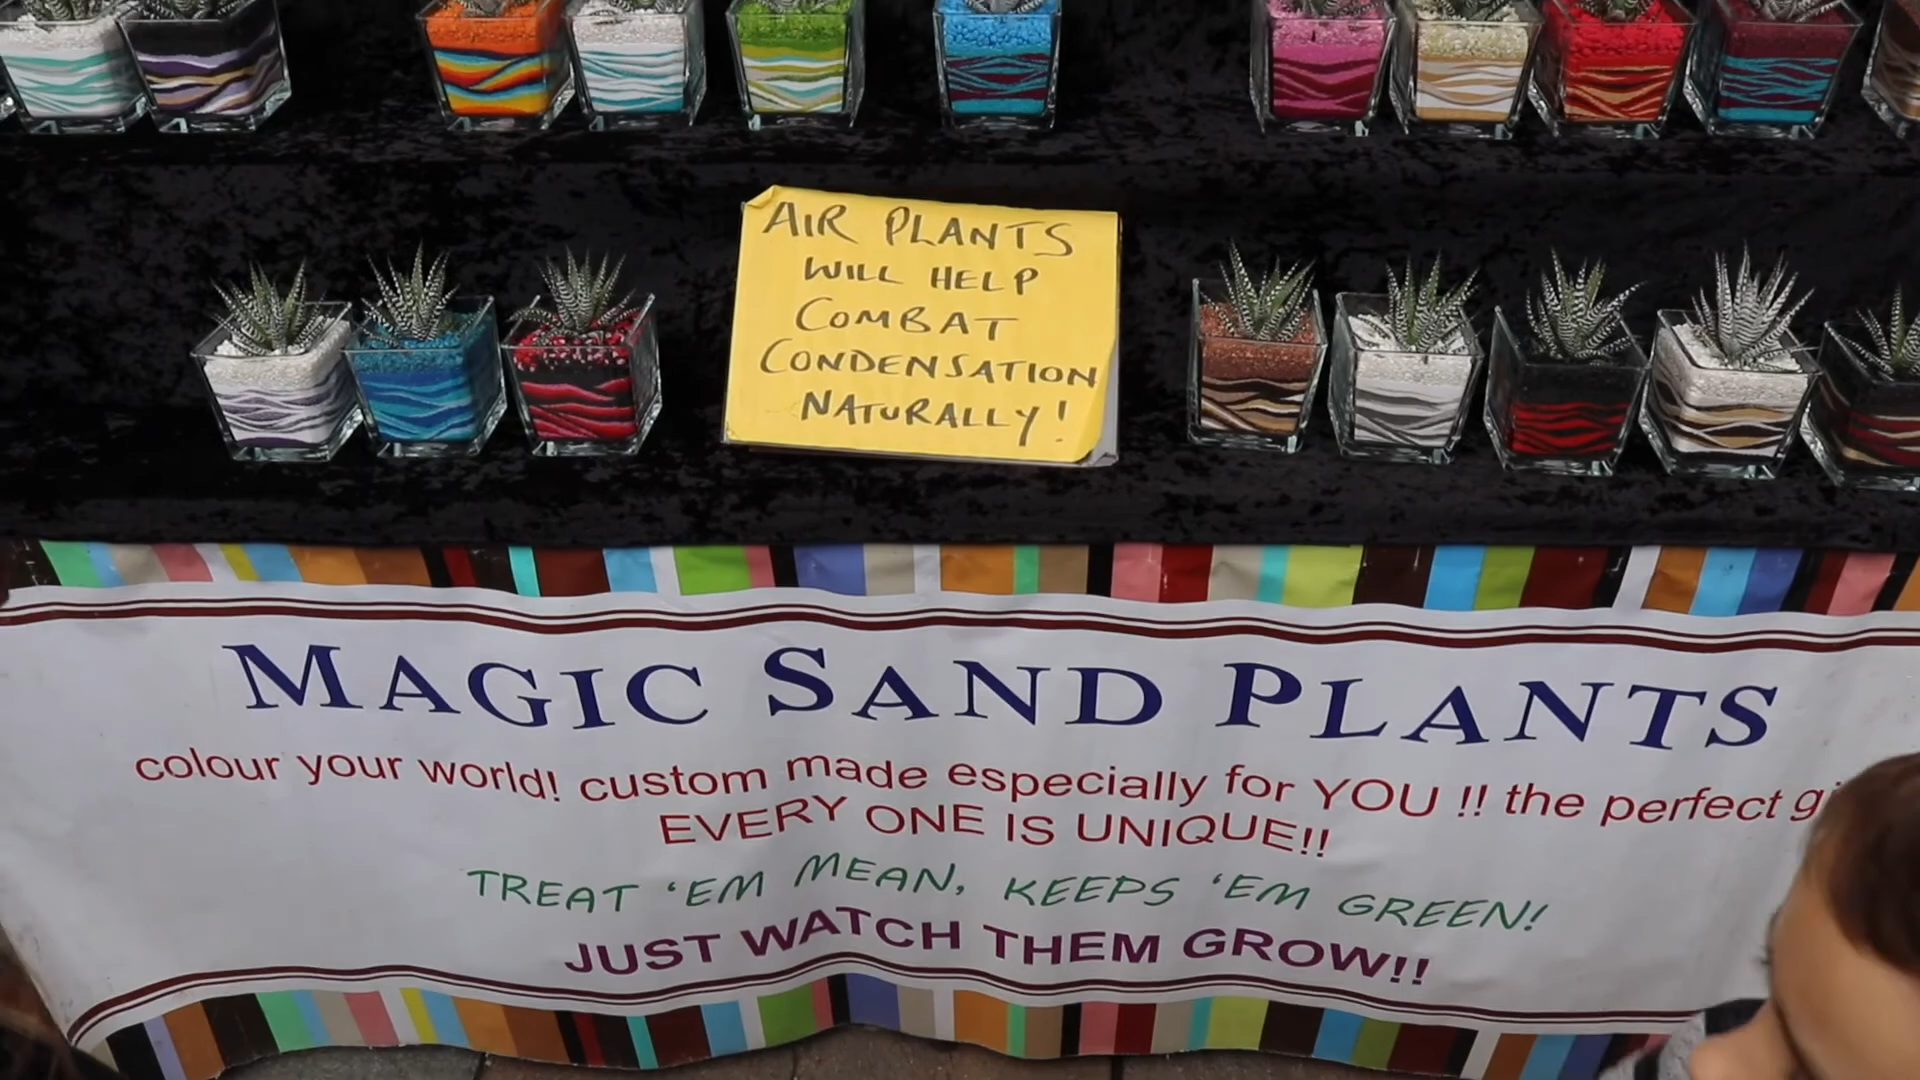 AIR PLANTS
WILL HELP
COMBAT
CONDENSATION
NATURALLY!
MAGIC SAND PLANTS
colour your world! custom made especially for YOU !! the perfect
EVERY ONE IS UNIQUE!!
TREAT 'EM MEAN, KEEPS 'EM GREEN!
JUST WATCH THEM GROW!!